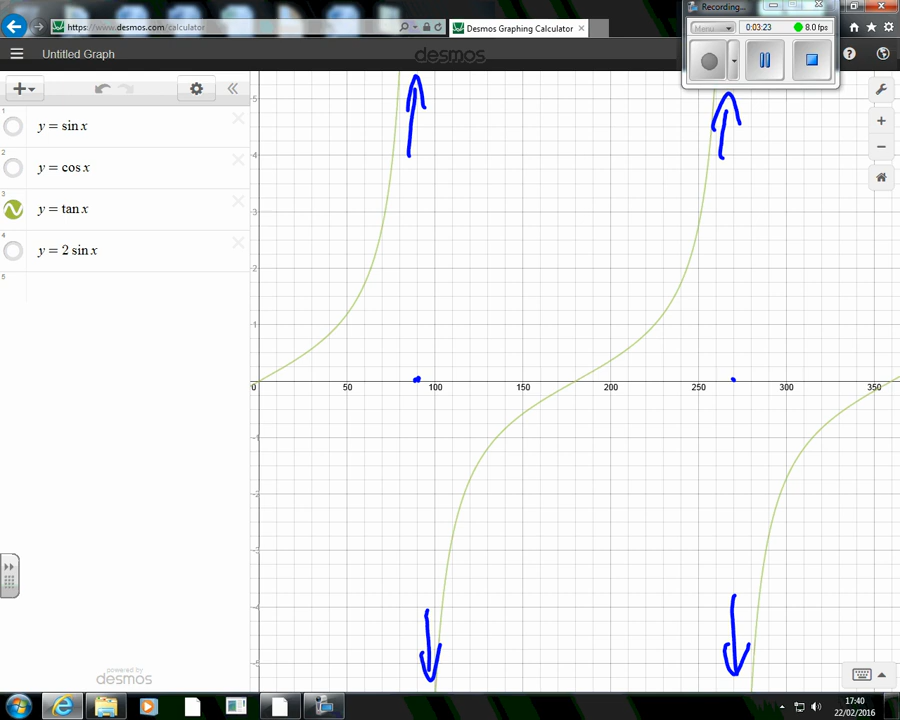 https://www.desmos.com/calculator
Desmos Graphing Calculator
Recording...
Menu
0:03:23
8.0 fps
Untitled Graph
desmos
1
y = sin x
2
y = cos x
3
y = tan x
4
y = 2 sin x
5
5
4
3
2
1
0
50
100
150
200
250
300
350
-1
-2
-3
-4
-5
powered by
desmos
17:40
22/02/2016